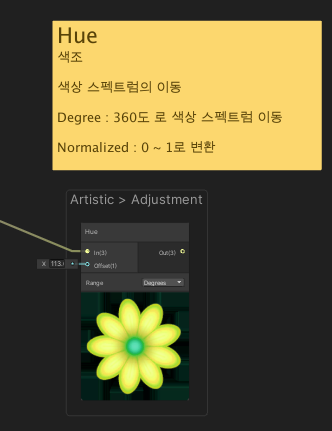 Hue
색조
색상 스펙트럼의 이동
Degree : 360도 로 색상 스펙트럼 이동
Normalized : 0 ~ 1로 변환
Artistic > Adjustment
Hue
In(3)
Out(3)
X 113.
Offset(1)
Range
Degrees